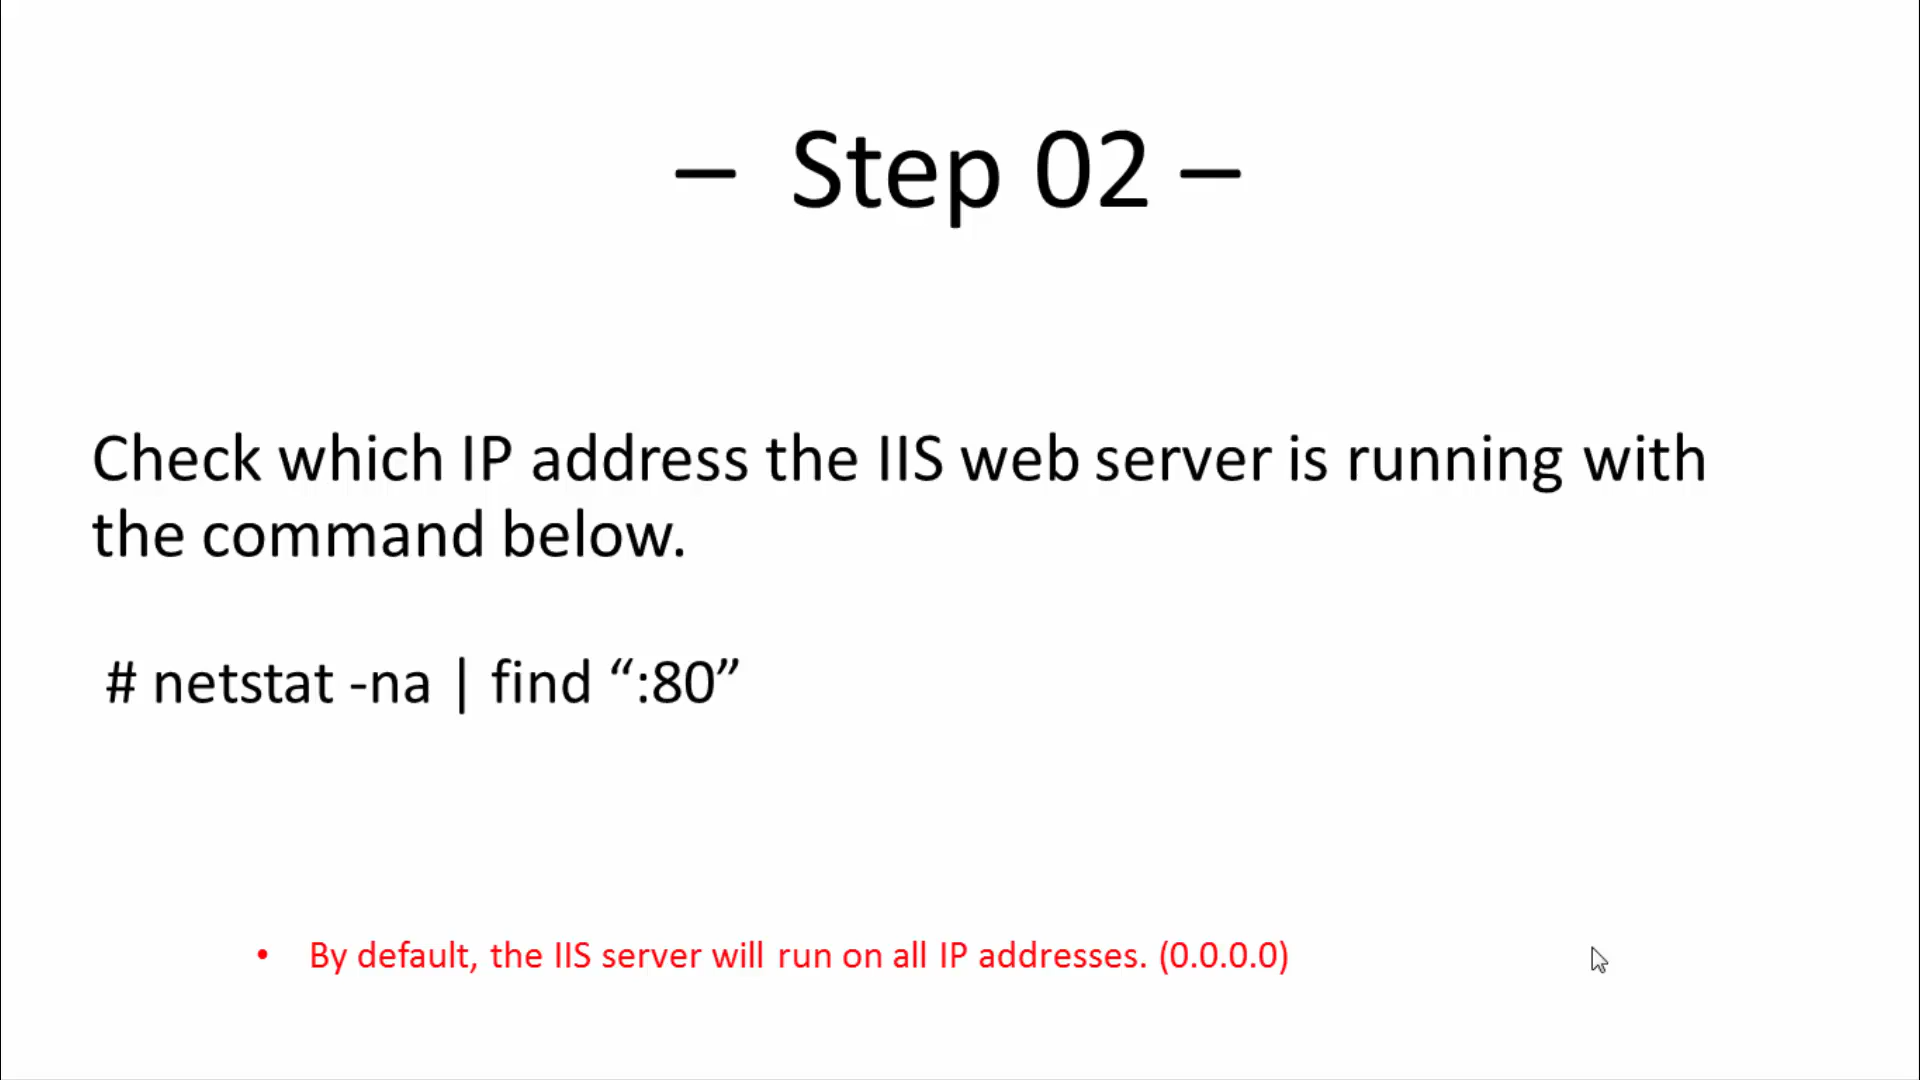 – Step 02 –
Check which IP address the IIS web server is running with
the command below.
# netstat -na | find “:80”
• By default, the IIS server will run on all IP addresses. (0.0.0.0)